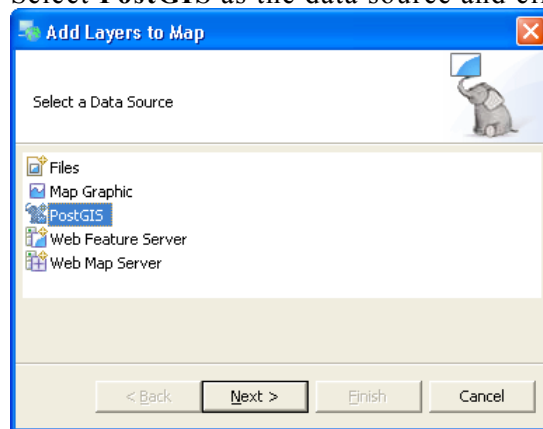 Select PostGIS as the data source and
Add Layers to Map
Select a Data Source
Files
Map Graphic
PostGIS
Web Feature Server
Web Map Server
< Back Next > Finish Cancel